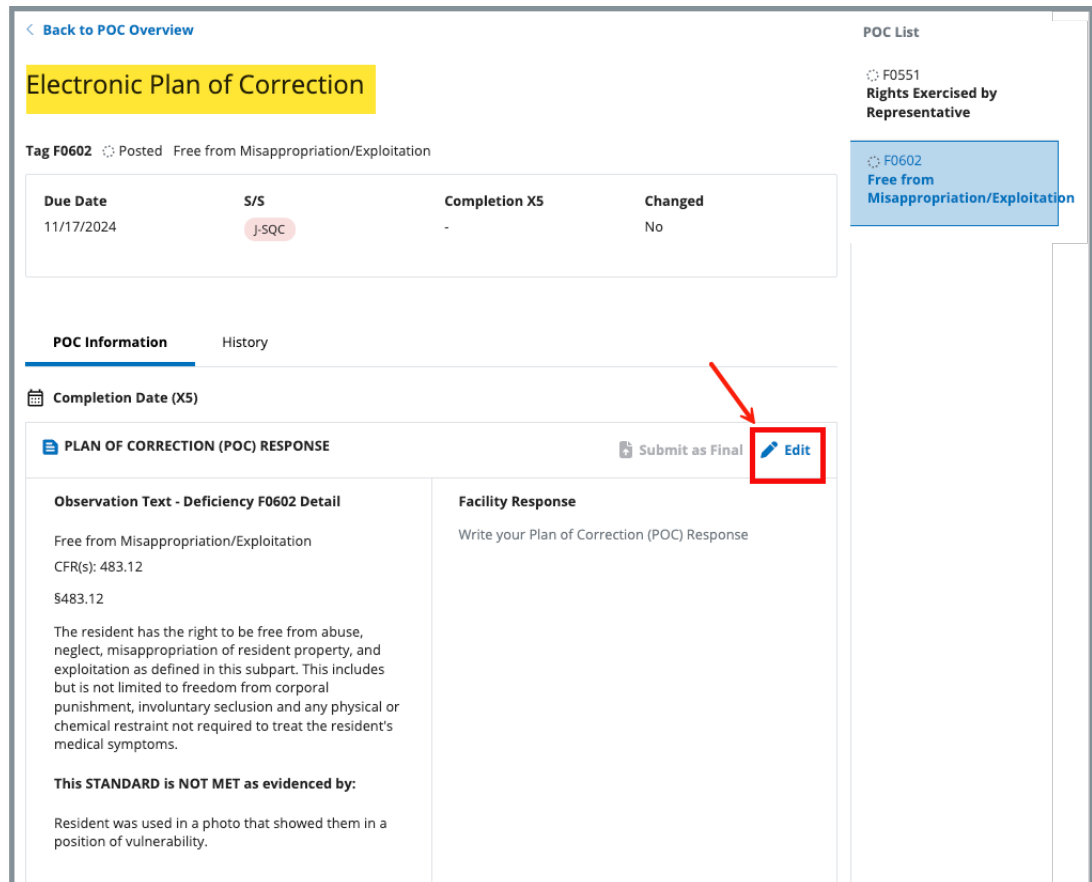 Back to POC Overview
Electronic Plan of Correction
Tag F0602 Posted Free from Misappropriation/Exploitation
Due Date S/S Completion X5 Changed
11/17/2024 J-SQC - No
POC Information History
Completion Date (X5)
PLAN OF CORRECTION (POC) RESPONSE Submit as Final Edit
Observation Text - Deficiency F0602 Detail
Free from Misappropriation/Exploitation
CFR(s): 483.12
§483.12
The resident has the right to be free from abuse,
neglect, misappropriation of resident property, and
exploitation as defined in this subpart. This includes
but is not limited to freedom from corporal
punishment, involuntary seclusion and any physical or
chemical restraint not required to treat the resident's
medical symptoms.
This STANDARD is NOT MET as evidenced by:
Resident was used in a photo that showed them in a
position of vulnerability.
Facility Response
Write your Plan of Correction (POC) Response
POC List
F0551
Rights Exercised by
Representative
F0602
Free from
Misappropriation/Exploitation